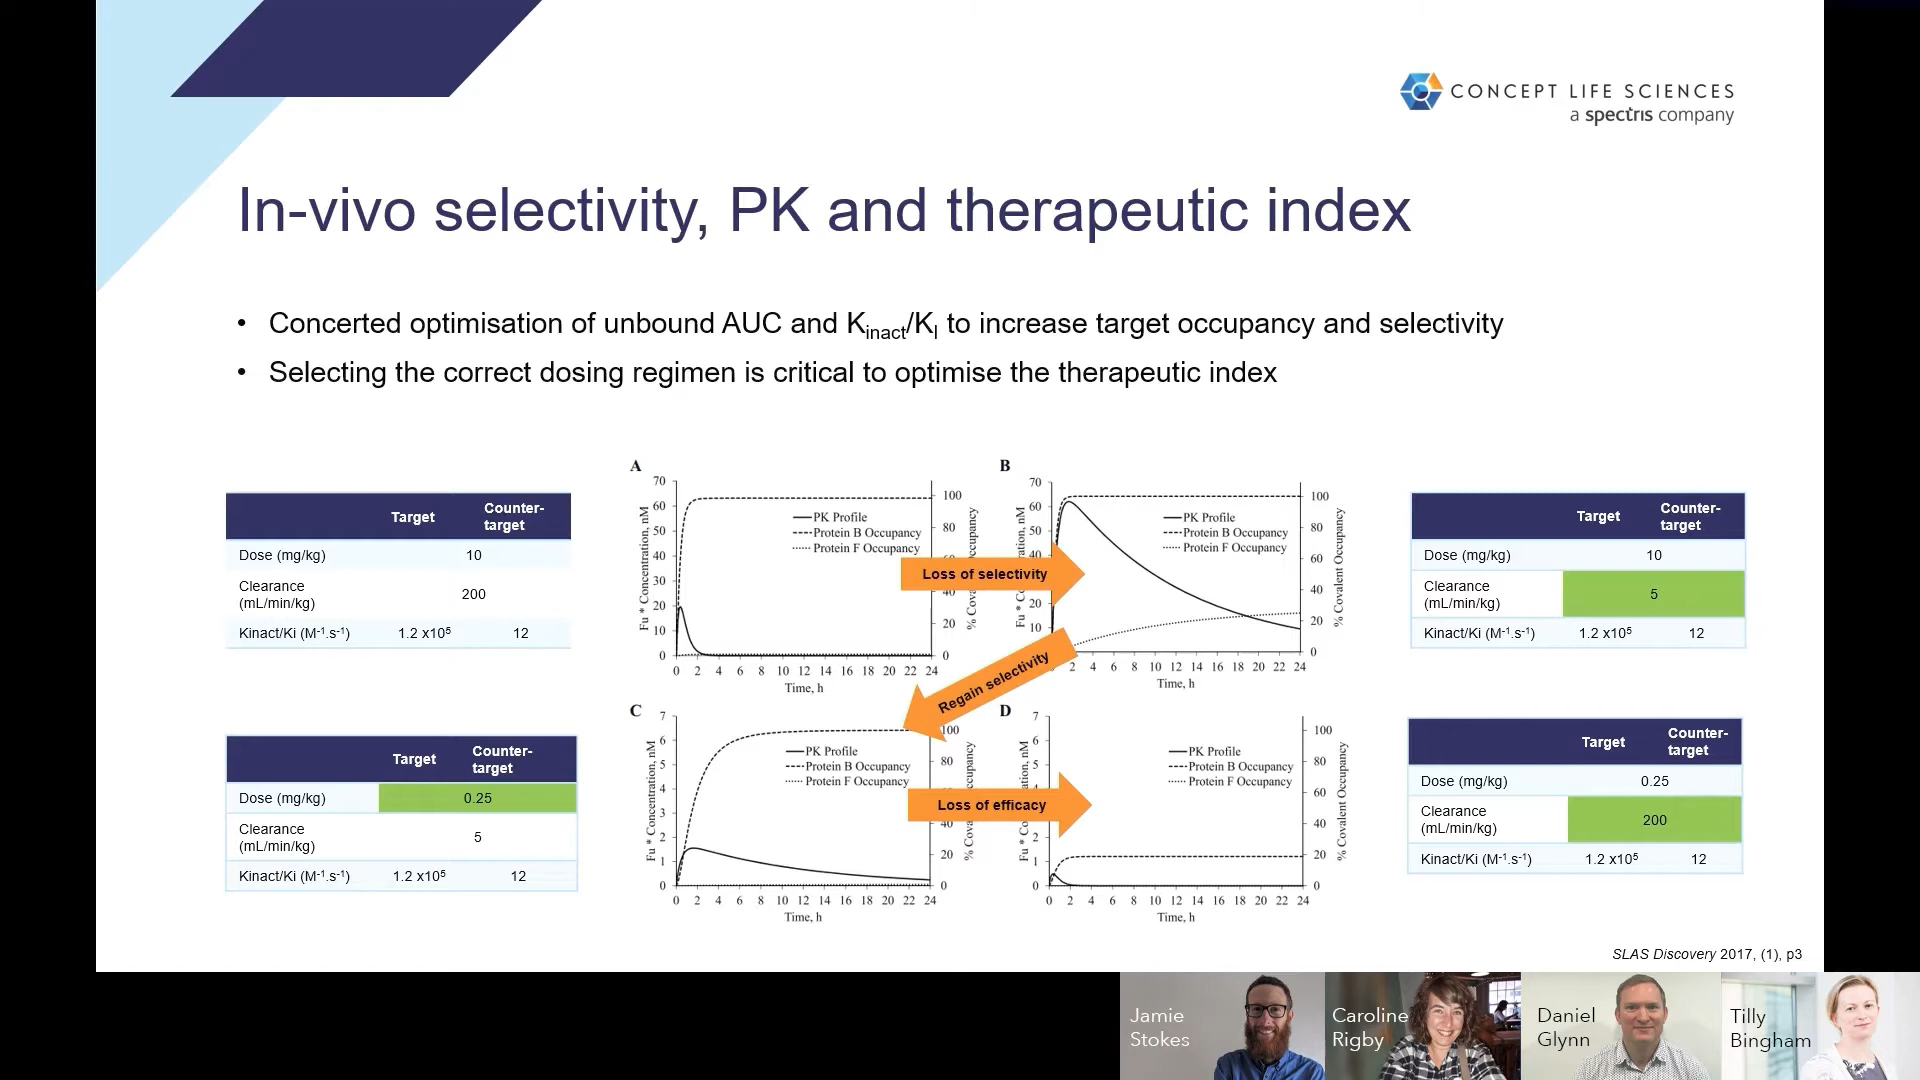 CONCEPT LIFE SCIENCES
a spectris company
In-vivo selectivity, PK and therapeutic index
• Concerted optimisation of unbound AUC and Kinact/KI to increase target occupancy and selectivity
• Selecting the correct dosing regimen is critical to optimise the therapeutic index
Target Counter-
target
Dose (mg/kg) 10
Clearance
(mL/min/kg) 200
Kinact/Ki (M-1.s-1) 1.2 x10⁵ 12
A
70
60
50
40
30
20
10
0
Fu * Concentration, nM
PK Profile
Protein B Occupancy
Protein F Occupancy
100
80
40
20
0
0 2 4 6 8 10 12 14 16 18 20 22 24
Time, h
Loss of selectivity
B
70
60
50
40
20
10
PK Profile
Protein B Occupancy
Protein F Occupancy
100
80
60
40
20
0
% Covalent Occupancy
2 4 6 8 10 12 14 16 18 20 22 24
Time, h
Target Counter-
target
Dose (mg/kg) 10
Clearance
(mL/min/kg) 5
Kinact/Ki (M-1.s-1) 1.2 x10⁵ 12
Regain selectivity
Target Counter-
target
Dose (mg/kg) 0.25
Clearance
(mL/min/kg) 5
Kinact/Ki (M-1.s-1) 1.2 x10⁵ 12
C
7
6
5
4
3
2
1
0
Fu * Concentration, nM
PK Profile
Protein B Occupancy
Protein F Occupancy
100
80
40
20
0
0 2 4 6 8 10 12 14 16 18 20 22 24
Time, h
Loss of efficacy
D
7
6
5
2
1
0
PK Profile
Protein B Occupancy
Protein F Occupancy
100
80
60
40
20
0
% Covalent Occupancy
0 2 4 6 8 10 12 14 16 18 20 22 24
Time, h
Target Counter-
target
Dose (mg/kg) 0.25
Clearance
(mL/min/kg) 200
Kinact/Ki (M-1.s-1) 1.2 x10⁵ 12
SLAS Discovery 2017, (1), p3
Jamie
Stokes
Caroline
Rigby
Daniel
Glynn
Tilly
Bingham